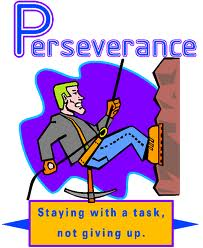 Perseverance
Staying with a task,
not giving up.